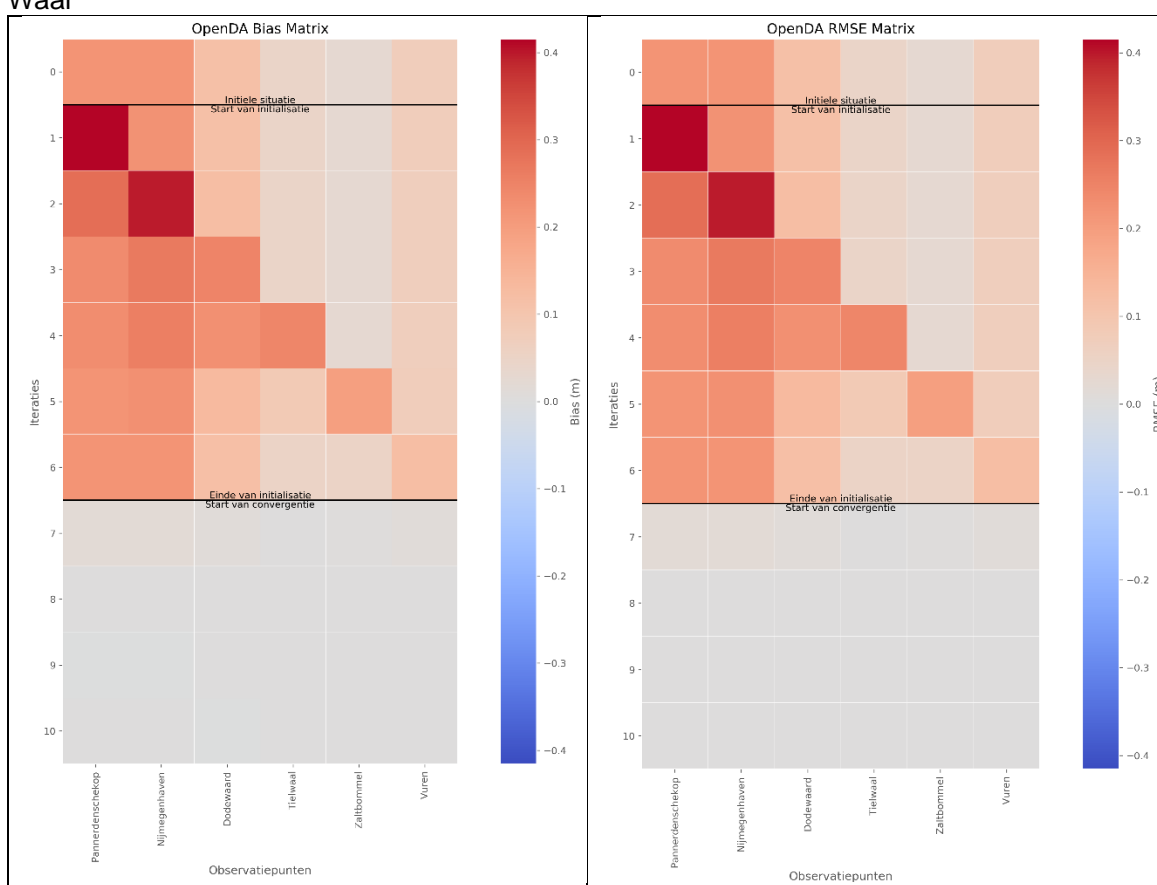 Waal
OpenDA Bias Matrix
0
1
2
3
4
5
6
7
8
9
10
Iteraties
Initiele situatie
Start van initialisatie
Einde van initialisatie
Start van convergentie
Pannerdenschekop
Nijmegenhaven
Dodewaard
Tielwaal
Zaltbommel
Vuren
Observatiepunten
0.4
0.3
0.2
0.1
0.0
−0.1
−0.2
−0.3
−0.4
Bias (m)
OpenDA RMSE Matrix
0
1
2
3
4
5
6
7
8
9
10
Iteraties
Initiele situatie
Start van initialisatie
Einde van initialisatie
Start van convergentie
Pannerdenschekop
Nijmegenhaven
Dodewaard
Tielwaal
Zaltbommel
Vuren
Observatiepunten
0.4
0.3
0.2
0.1
0.0
−0.1
−0.2
−0.3
−0.4
RMSE (m)